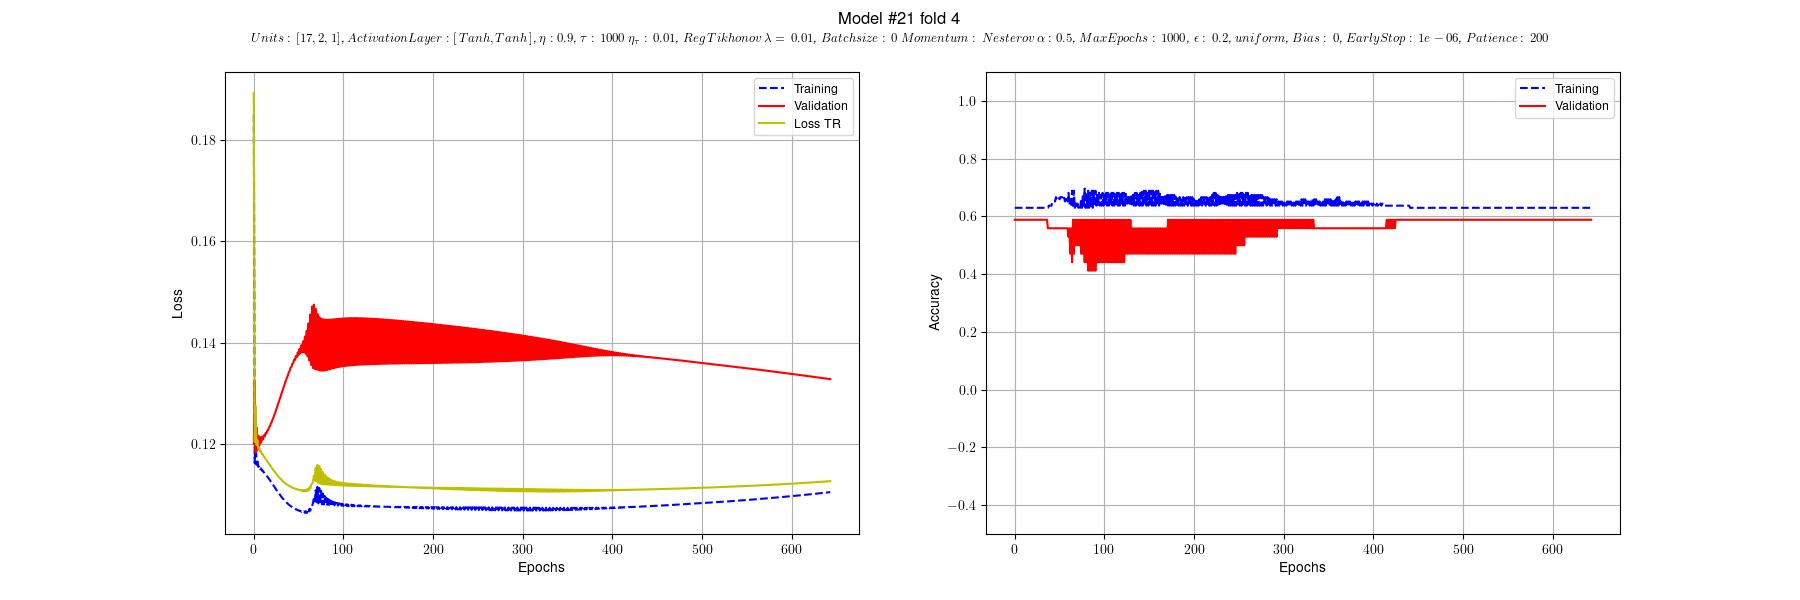 Model #21 fold 4
Units : [17, 2, 1], ActivationLayer : [Tanh, Tanh], η : 0.9, τ : 1000 η_τ : 0.01, RegTikhonov λ = 0.01, Batchsize : 0 Momentum : Nesterov α : 0.5, MaxEpochs : 1000, ϵ : 0.2, uniform, Bias : 0, EarlyStop : 1e − 06, Patience : 200
Training
Validation
Loss TR
0.18
0.16
0.14
0.12
Loss
0 100 200 300 400 500 600
Epochs
Training
Validation
1.0
0.8
0.6
0.4
0.2
0.0
−0.2
−0.4
Accuracy
0 100 200 300 400 500 600
Epochs